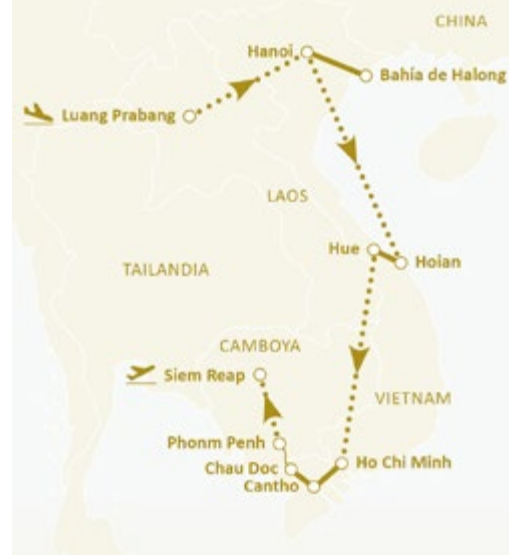 CHINA
Hanoi
Bahía de Halong
Luang Prabang
LAOS
Hue
Hoian
TAILANDIA
CAMBOYA
Siem Reap
VIETNAM
Phonm Penh
Ho Chi Minh
Chau Doc
Cantho